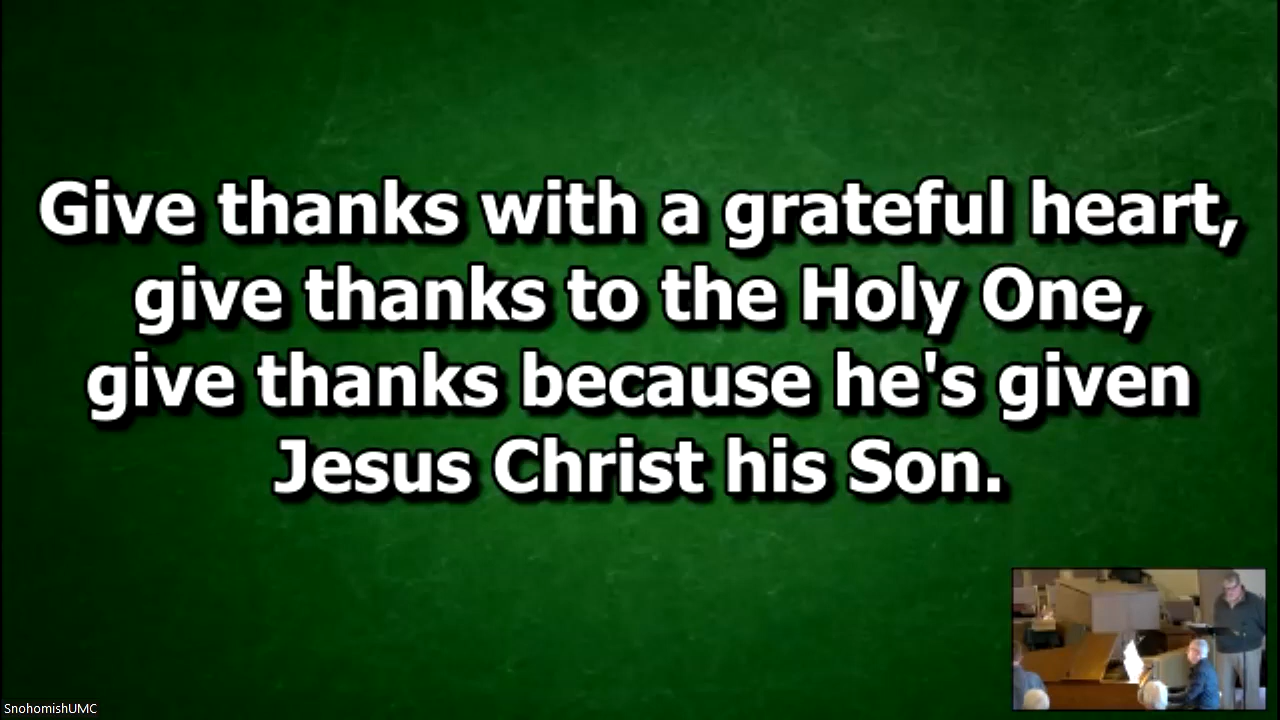 Give thanks with a grateful heart,
give thanks to the Holy One,
give thanks because he's given
Jesus Christ his Son.
SnohomishUMC